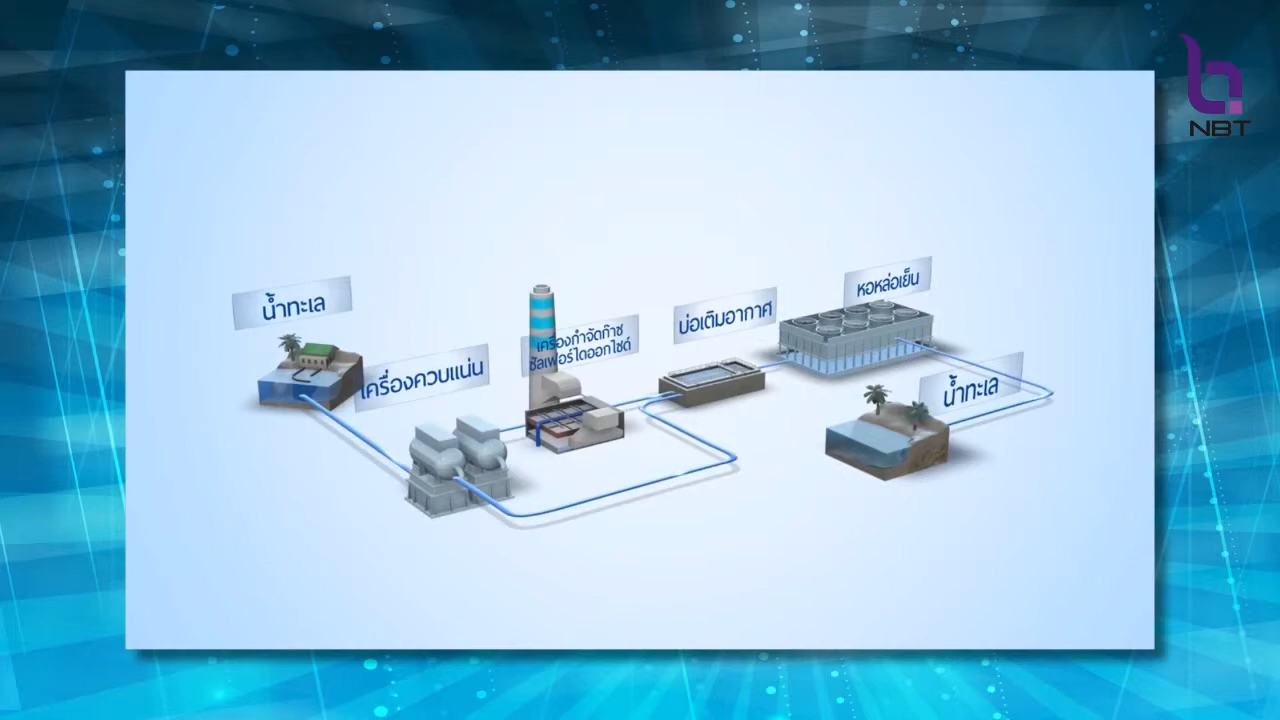 NBT
น้ำทะเล
เครื่องควบแน่น
เครื่องกำจัดก๊าซ
ซัลเฟอร์ไดออกไซด์
บ่อเติมอากาศ
หอหล่อเย็น
น้ำทะเล